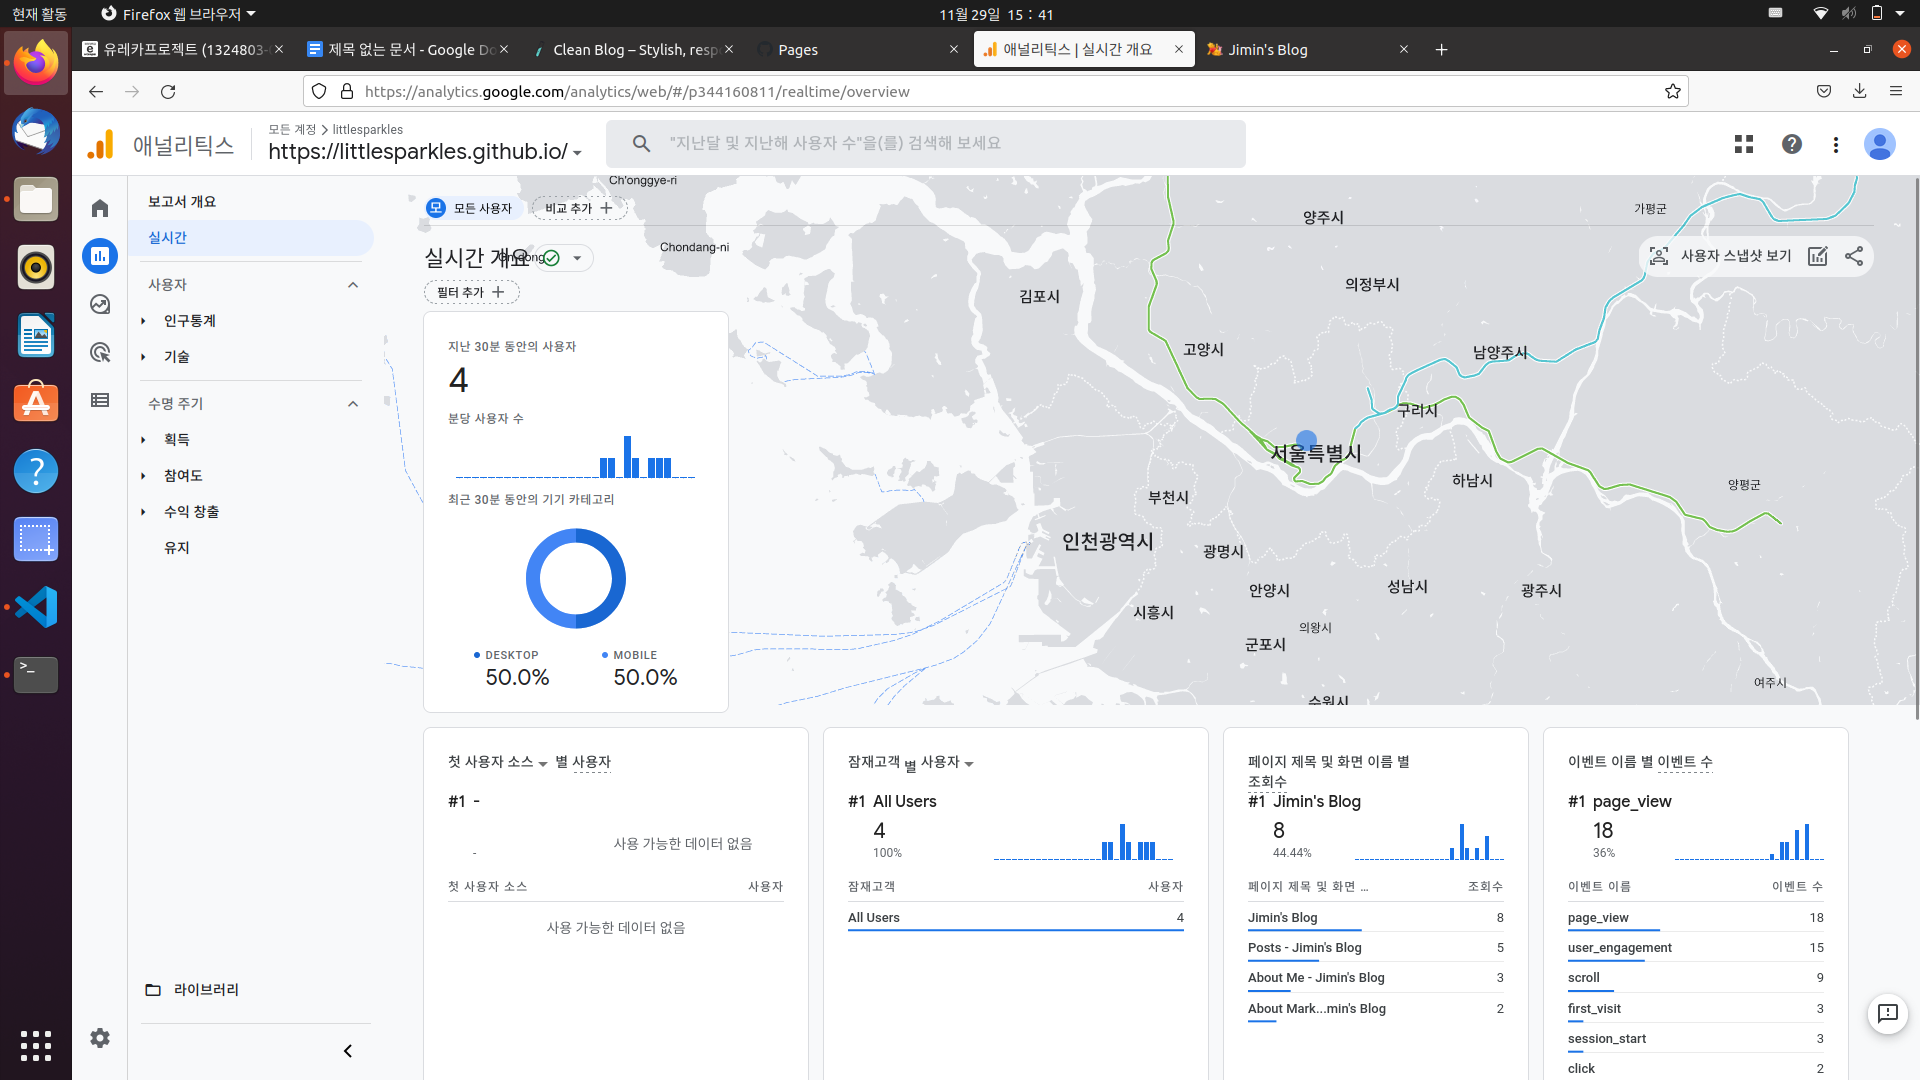 현재 활동
Firefox 웹 브라우저
11월 29일 15 : 41
유레카프로젝트 (1324803-
제목 없는 문서 - Google Do
Clean Blog – Stylish, resp
Pages
애널리틱스 | 실시간 개요
Jimin's Blog
https://analytics.google.com/analytics/web/#/p344160811/realtime/overview
애널리틱스
모든 계정 > littlesparkles
https://littlesparkles.github.io/
"지난달 및 지난해 사용자 수"을(를) 검색해 보세요
보고서 개요
실시간
사용자
인구통계
기술
수명 주기
획득
참여도
수익 창출
유지
라이브러리
모 모든 사용자
비교 추가 +
실시간 개요
필터 추가 +
사용자 스냅샷 보기
Ch'onggye-ri
Chondang-ni
양주시
가평군
의정부시
김포시
고양시
남양주시
구리시
서울특별시
하남시
양평군
부천시
인천광역시
광명시
안양시
성남시
광주시
시흥시
의왕시
군포시
여주시
수원시
지난 30분 동안의 사용자
4
분당 사용자 수
최근 30분 동안의 기기 카테고리
DESKTOP
50.0%
MOBILE
50.0%
첫 사용자 소스 별 사용자
#1 -
-
사용 가능한 데이터 없음
첫 사용자 소스 사용자
사용 가능한 데이터 없음
잠재고객 별 사용자
#1 All Users
4
100%
잠재고객 사용자
All Users 4
페이지 제목 및 화면 이름 별
조회수
#1 Jimin's Blog
8
44.44%
페이지 제목 및 화면 … 조회수
Jimin's Blog 8
Posts - Jimin's Blog 5
About Me - Jimin's Blog 3
About Mark...min's Blog 2
이벤트 이름 별 이벤트 수
#1 page_view
18
36%
이벤트 이름 이벤트 수
page_view 18
user_engagement 15
scroll 9
first_visit 3
session_start 3
click 2